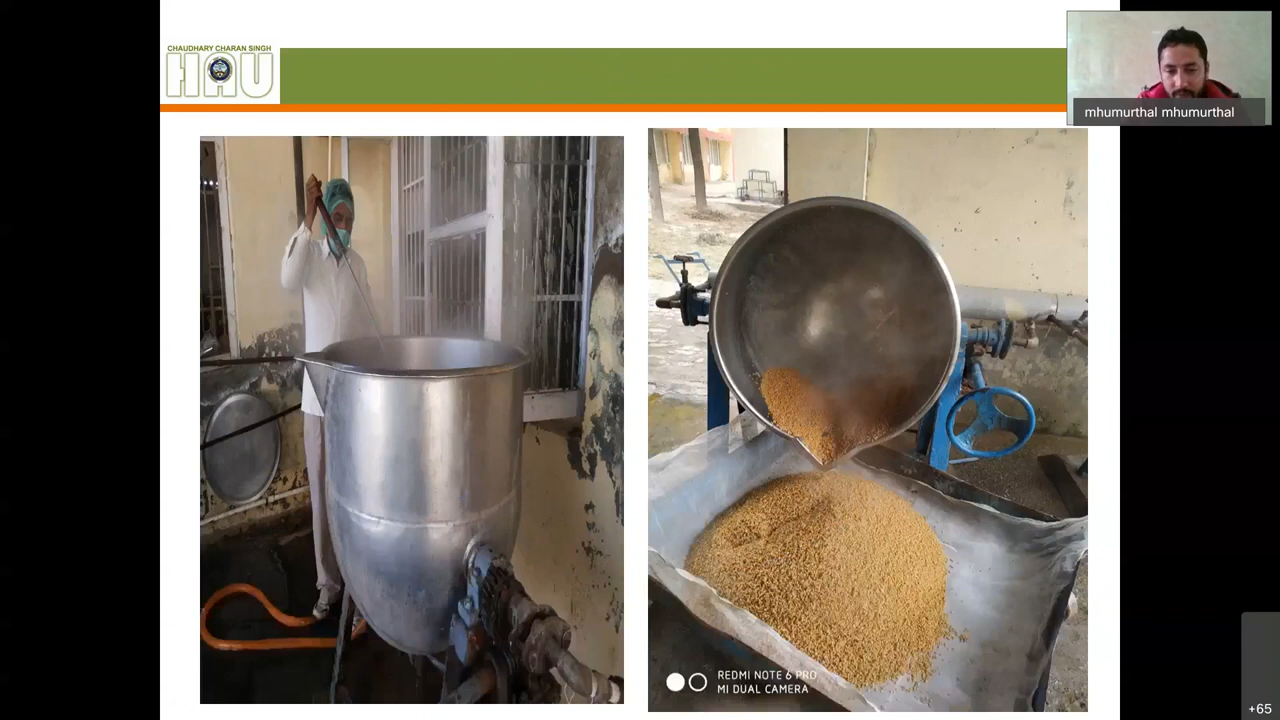 CHAUDHARY CHARAN SINGH
HAU
mhumurthal mhumurthal
REDMI NOTE 6 PRO
MI DUAL CAMERA
+65